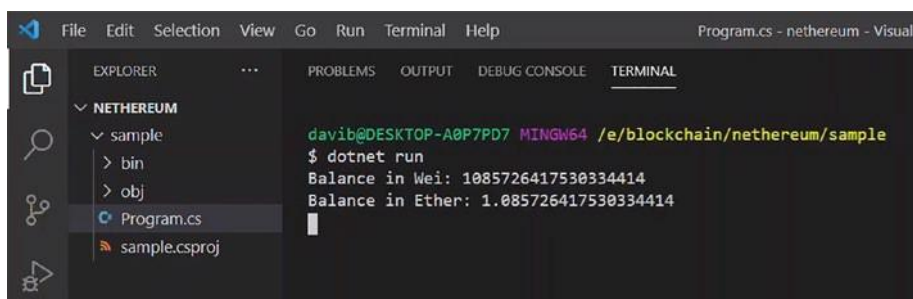 File Edit Selection View Go Run Terminal Help Program.cs - nethereum - Visual
EXPLORER ...
NETHEREUM
sample
bin
obj
Program.cs
sample.csproj
PROBLEMS OUTPUT DEBUG CONSOLE TERMINAL
davib@DESKTOP-A0P7PD7 MINGW64 /e/blockchain/nethereum/sample
$ dotnet run
Balance in Wei: 1085726417530334414
Balance in Ether: 1.085726417530334414